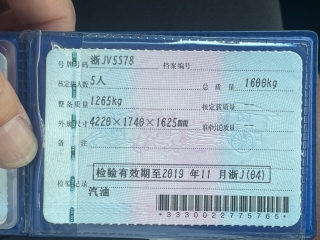 号牌号码 浙JV5S78 档案编号
核定载人数 5人 总质量 1600kg
整备质量 1265kg 核定载质量 --
外廓尺寸 4220×1740×1625mm 准牵引总质量 --
备注
检验有效期至2019年11月浙J(04)
检验记录
汽油
*3330022775765*